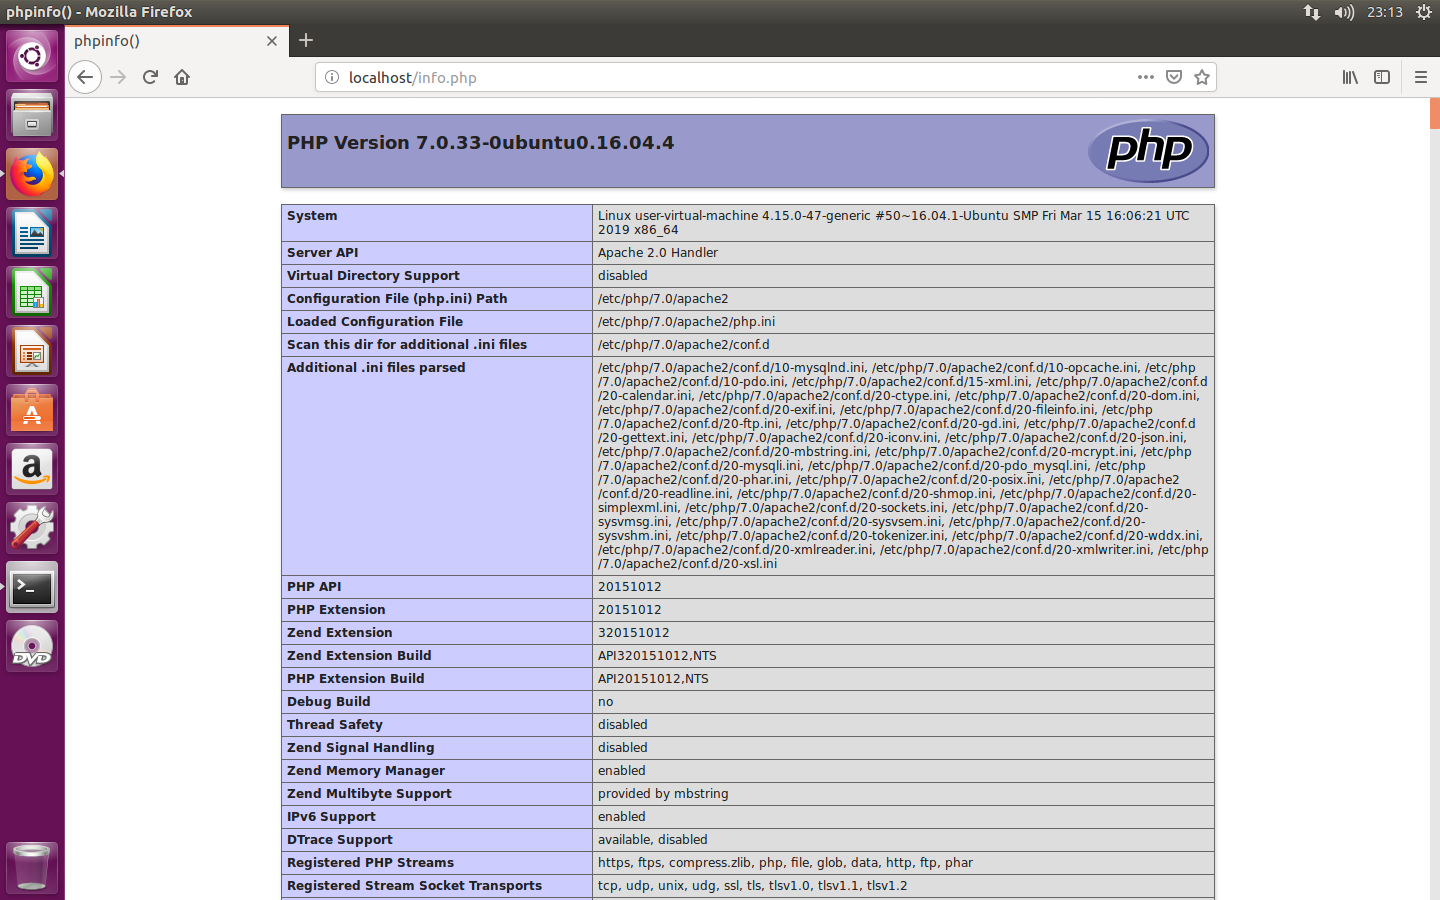 phpinfo() - Mozilla Firefox
23:13
phpinfo()
localhost/info.php
PHP Version 7.0.33-0ubuntu0.16.04.4
php
System
Linux user-virtual-machine 4.15.0-47-generic #50~16.04.1-Ubuntu SMP Fri Mar 15 16:06:21 UTC
2019 x86_64
Server API
Apache 2.0 Handler
Virtual Directory Support
disabled
Configuration File (php.ini) Path
/etc/php/7.0/apache2
Loaded Configuration File
/etc/php/7.0/apache2/php.ini
Scan this dir for additional .ini files
/etc/php/7.0/apache2/conf.d
Additional .ini files parsed
/etc/php/7.0/apache2/conf.d/10-mysqlnd.ini, /etc/php/7.0/apache2/conf.d/10-opcache.ini, /etc/php
/7.0/apache2/conf.d/10-pdo.ini, /etc/php/7.0/apache2/conf.d/15-xml.ini, /etc/php/7.0/apache2/conf.d
/20-calendar.ini, /etc/php/7.0/apache2/conf.d/20-ctype.ini, /etc/php/7.0/apache2/conf.d/20-dom.ini,
/etc/php/7.0/apache2/conf.d/20-exif.ini, /etc/php/7.0/apache2/conf.d/20-fileinfo.ini, /etc/php
/7.0/apache2/conf.d/20-ftp.ini, /etc/php/7.0/apache2/conf.d/20-gd.ini, /etc/php/7.0/apache2/conf.d
/20-gettext.ini, /etc/php/7.0/apache2/conf.d/20-iconv.ini, /etc/php/7.0/apache2/conf.d/20-json.ini,
/etc/php/7.0/apache2/conf.d/20-mbstring.ini, /etc/php/7.0/apache2/conf.d/20-mcrypt.ini, /etc/php
/7.0/apache2/conf.d/20-mysqli.ini, /etc/php/7.0/apache2/conf.d/20-pdo_mysql.ini, /etc/php
/7.0/apache2/conf.d/20-phar.ini, /etc/php/7.0/apache2/conf.d/20-posix.ini, /etc/php/7.0/apache2
/conf.d/20-readline.ini, /etc/php/7.0/apache2/conf.d/20-shmop.ini, /etc/php/7.0/apache2/conf.d/20-
simplexml.ini, /etc/php/7.0/apache2/conf.d/20-sockets.ini, /etc/php/7.0/apache2/conf.d/20-
sysvmsg.ini, /etc/php/7.0/apache2/conf.d/20-sysvsem.ini, /etc/php/7.0/apache2/conf.d/20-
sysvshm.ini, /etc/php/7.0/apache2/conf.d/20-tokenizer.ini, /etc/php/7.0/apache2/conf.d/20-wddx.ini,
/etc/php/7.0/apache2/conf.d/20-xmlreader.ini, /etc/php/7.0/apache2/conf.d/20-xmlwriter.ini, /etc/php
/7.0/apache2/conf.d/20-xsl.ini
PHP API
20151012
PHP Extension
20151012
Zend Extension
320151012
Zend Extension Build
API320151012,NTS
PHP Extension Build
API20151012,NTS
Debug Build
no
Thread Safety
disabled
Zend Signal Handling
disabled
Zend Memory Manager
enabled
Zend Multibyte Support
provided by mbstring
IPv6 Support
enabled
DTrace Support
available, disabled
Registered PHP Streams
https, ftps, compress.zlib, php, file, glob, data, http, ftp, phar
Registered Stream Socket Transports
tcp, udp, unix, udg, ssl, tls, tlsv1.0, tlsv1.1, tlsv1.2
DVD